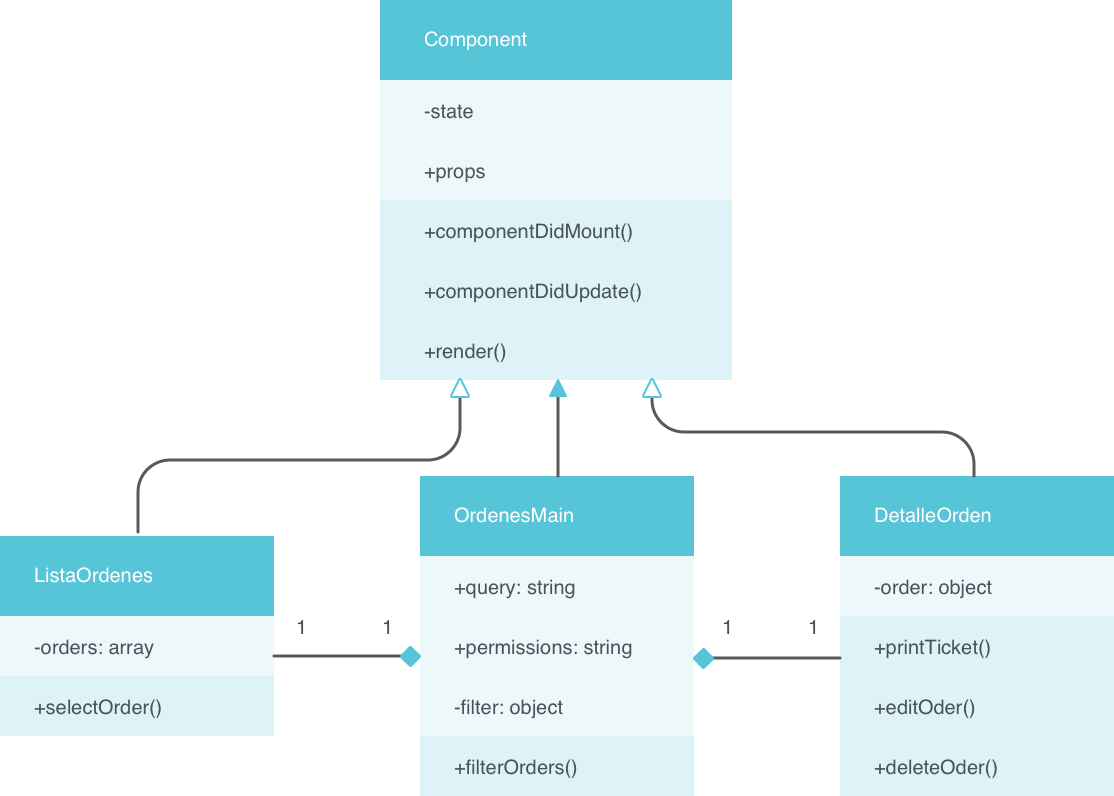 Component
-state
+props
+componentDidMount()
+componentDidUpdate()
+render()
ListaOrdenes
-orders: array
+selectOrder()
1
1
OrdenesMain
+query: string
+permissions: string
-filter: object
+filterOrders()
1
1
DetalleOrden
-order: object
+printTicket()
+editOder()
+deleteOder()